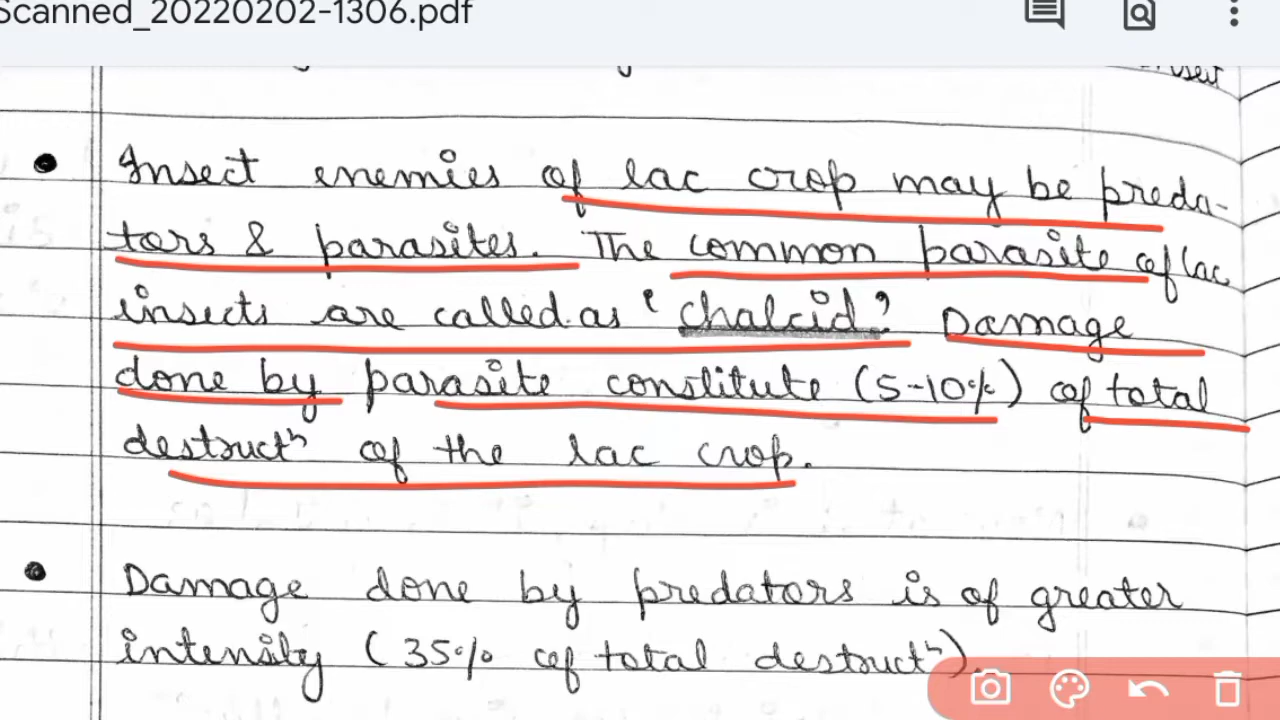 Scanned_20220202-1306.pdf
• Insect enemies of lac crop may be preda-
tors & parasites. The common parasite of lac
insects are called as 'chalcid'. Damage
done by parasite constitute (5-10%) of total
destructⁿ of the lac crop.
• Damage done by predators is of greater
intensity (35% of total destructⁿ).